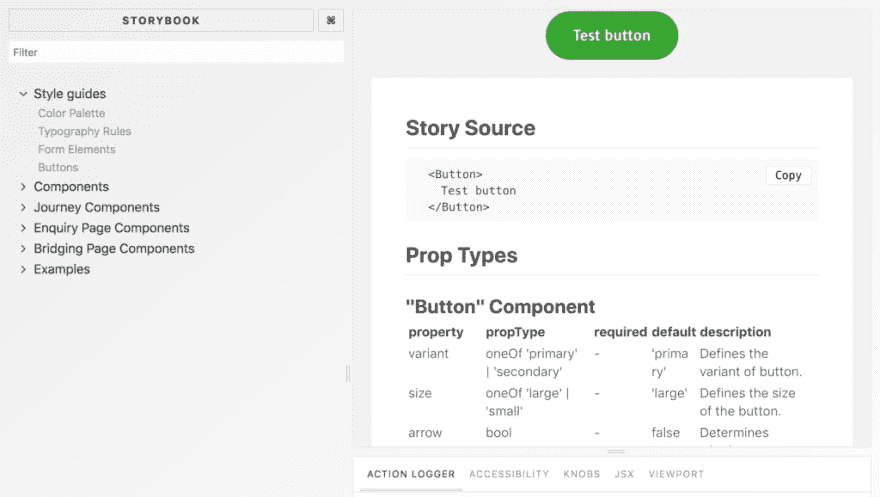 STORYBOOK
⌘
Filter
Style guides
Color Palette
Typography Rules
Form Elements
Buttons
Components
Journey Components
Enquiry Page Components
Bridging Page Components
Examples
Test button
Story Source
<Button>
Copy
Test button
</Button>
Prop Types
"Button" Component
property propType required default description
variant oneOf 'primary' - 'prima Defines the
| 'secondary' ry' variant of button.
size oneOf 'large' | - 'large' Defines the size
'small' of the button.
arrow bool - false Determines
ACTION LOGGER ACCESSIBILITY KNOBS JSX VIEWPORT